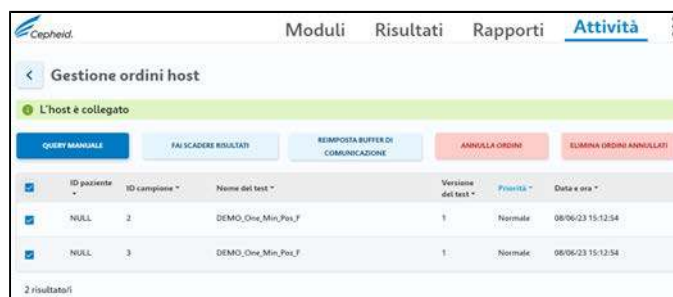 Cepheid.
Moduli Risultati Rapporti Attività
Gestione ordini host
L'host è collegato
QUERY MANUALE
FAI SCADERE RISULTATI
REIMPOSTA BUFFER DI
COMUNICAZIONE
ANNULLA ORDINI
ELIMINA ORDINI ANNULLATI
ID paziente ID campione Nome del test Versione del test Priorità Data e ora
NULL 2 DEMO_One_Min_Pos_F 1 Normale 08/06/23 15:12:54
NULL 3 DEMO_One_Min_Pos_F 1 Normale 08/06/23 15:12:54
2 risultato/i